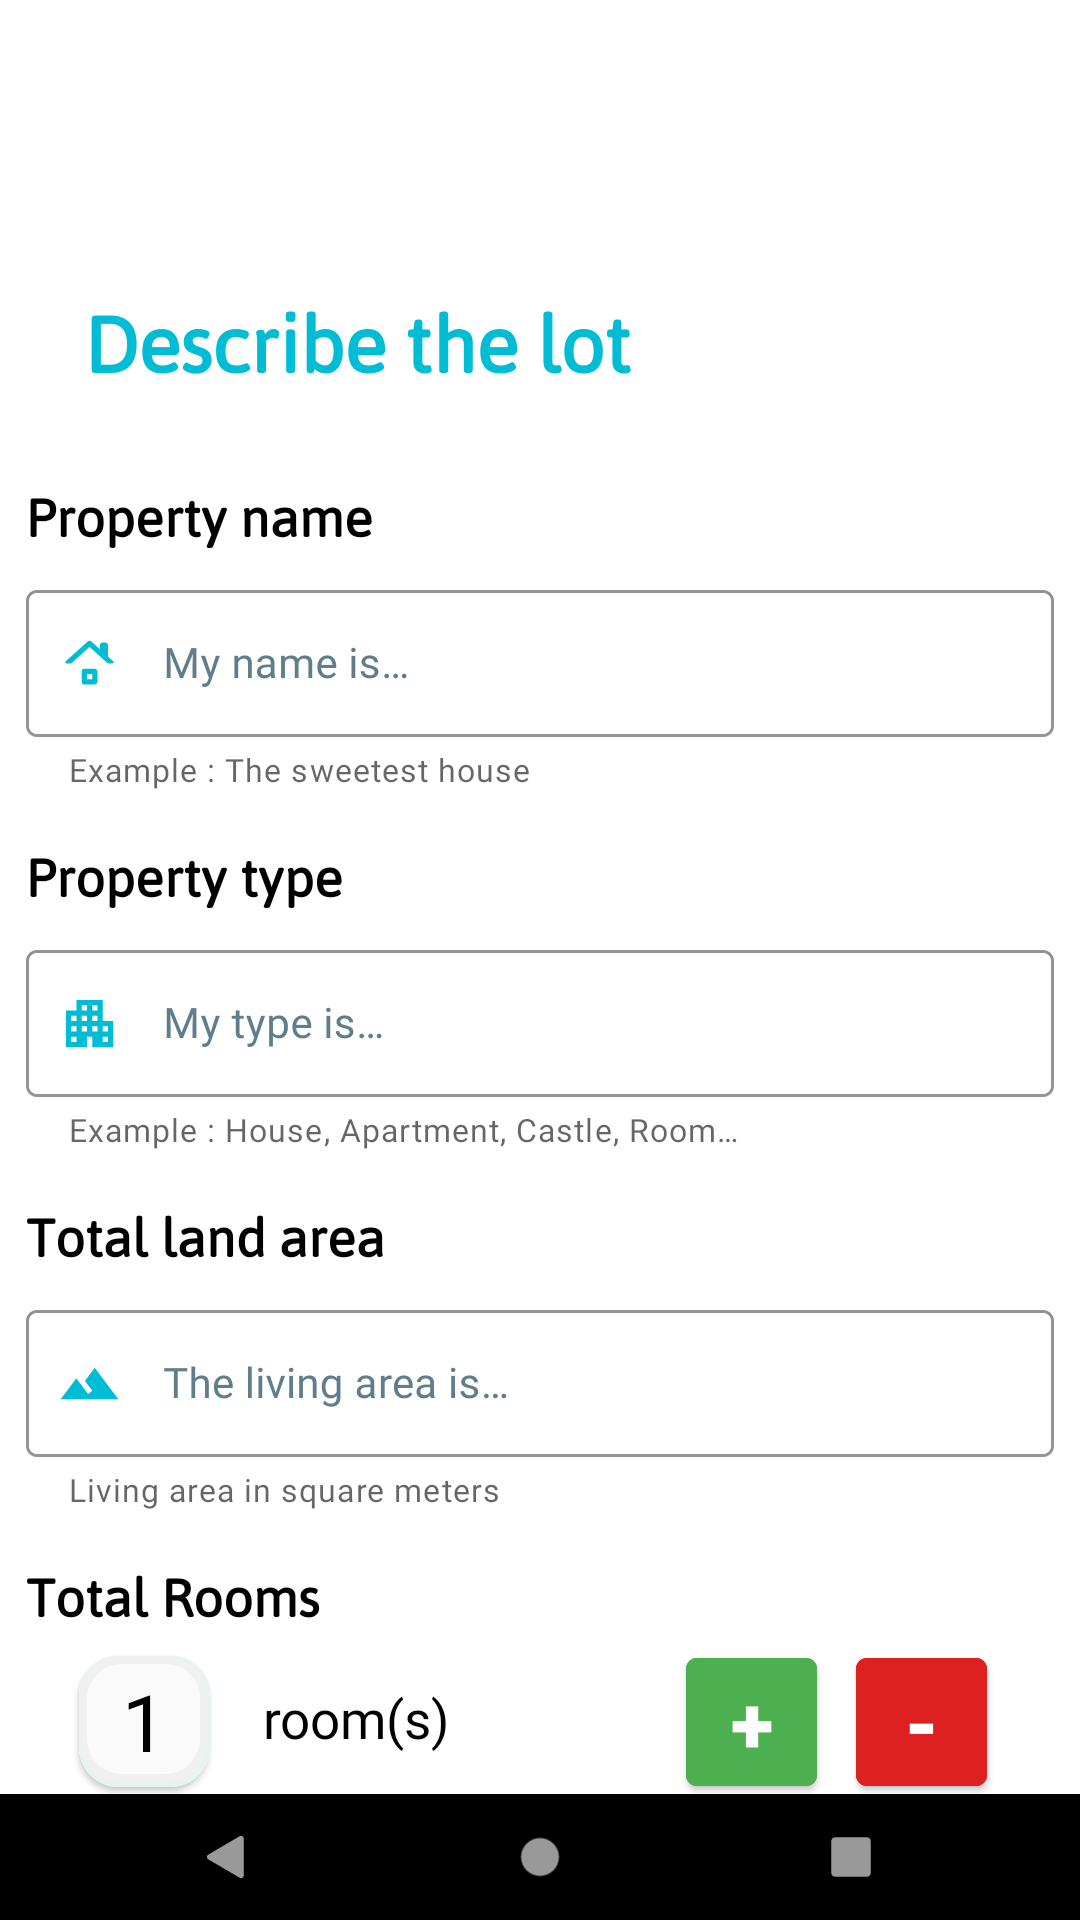 Describe the lot
Property name
My name is...
Example : The sweetest house
Property type
My type is...
Example : House, Apartment, Castle, Room...
Total land area
The living area is...
Living area in square meters
Total Rooms
1 room(s) + -